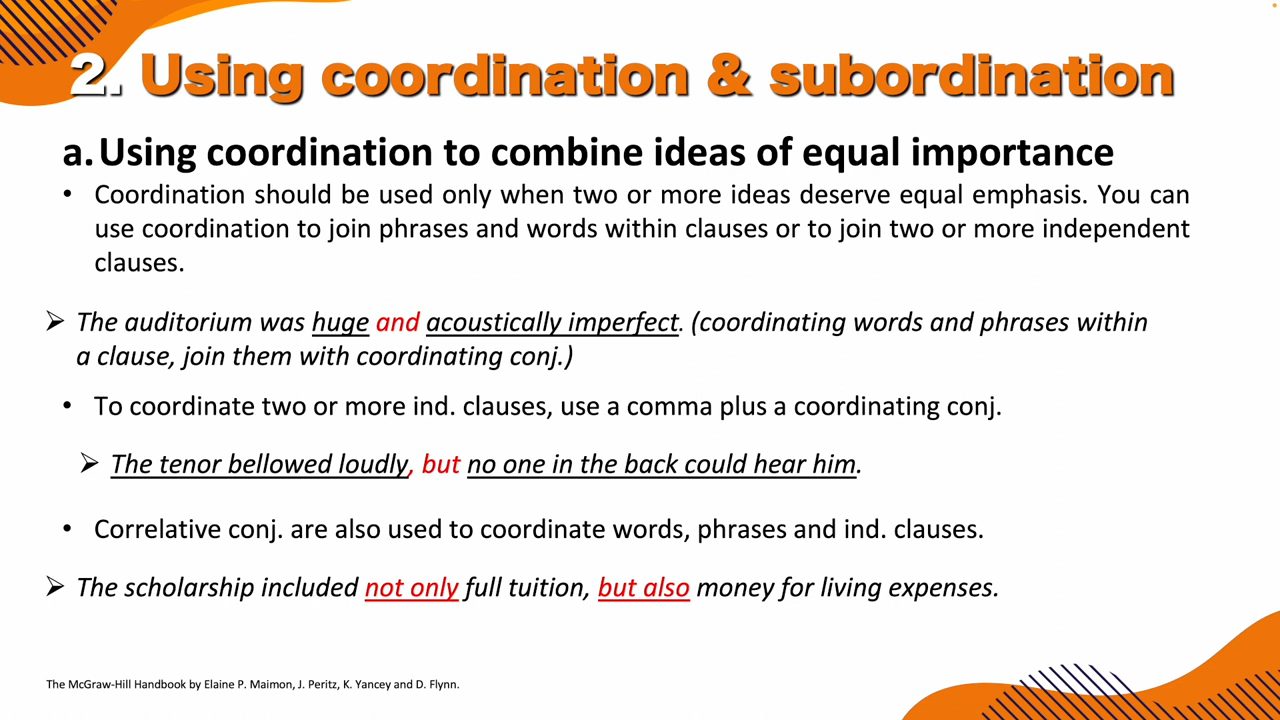 2. Using coordination & subordination
a. Using coordination to combine ideas of equal importance
• Coordination should be used only when two or more ideas deserve equal emphasis. You can
use coordination to join phrases and words within clauses or to join two or more independent
clauses.
➢ The auditorium was huge and acoustically imperfect. (coordinating words and phrases within
a clause, join them with coordinating conj.)
• To coordinate two or more ind. clauses, use a comma plus a coordinating conj.
➢ The tenor bellowed loudly, but no one in the back could hear him.
• Correlative conj. are also used to coordinate words, phrases and ind. clauses.
➢ The scholarship included not only full tuition, but also money for living expenses.
The McGraw-Hill Handbook by Elaine P. Maimon, J. Peritz, K. Yancey and D. Flynn.